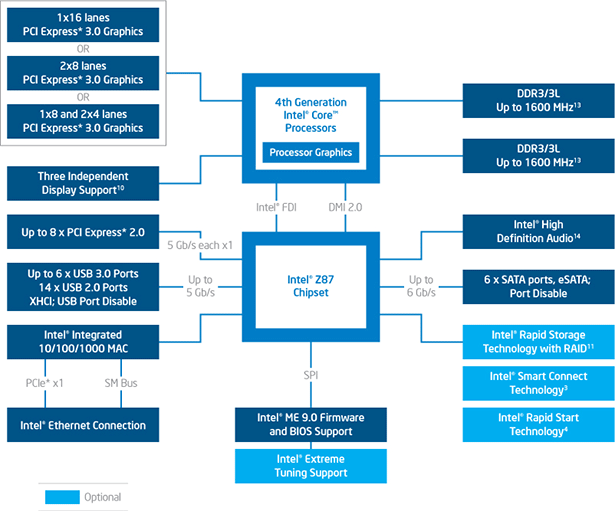 1x16 lanes
PCI Express* 3.0 Graphics
OR
2x8 lanes
PCI Express* 3.0 Graphics
OR
1x8 and 2x4 lanes
PCI Express* 3.0 Graphics
4th Generation
Intel® Core™
Processors
Processor Graphics
DDR3/3L
Up to 1600 MHz¹³
DDR3/3L
Up to 1600 MHz¹³
Three Independent
Display Support¹⁰
Intel® FDI
DMI 2.0
Up to 8 x PCI Express* 2.0
5 Gb/s each x1
Intel® High
Definition Audio¹⁴
Up to 6 x USB 3.0 Ports
14 x USB 2.0 Ports
XHCI; USB Port Disable
Up to
5 Gb/s
Intel® Z87
Chipset
Up to
6 Gb/s
6 x SATA ports, eSATA;
Port Disable
Intel® Integrated
10/100/1000 MAC
Intel® Rapid Storage
Technology with RAID¹¹
PCIe* x1
SM Bus
SPI
Intel® Smart Connect
Technology³
Intel® Ethernet Connection
Intel® ME 9.0 Firmware
and BIOS Support
Intel® Rapid Start
Technology⁴
Intel® Extreme
Tuning Support
Optional